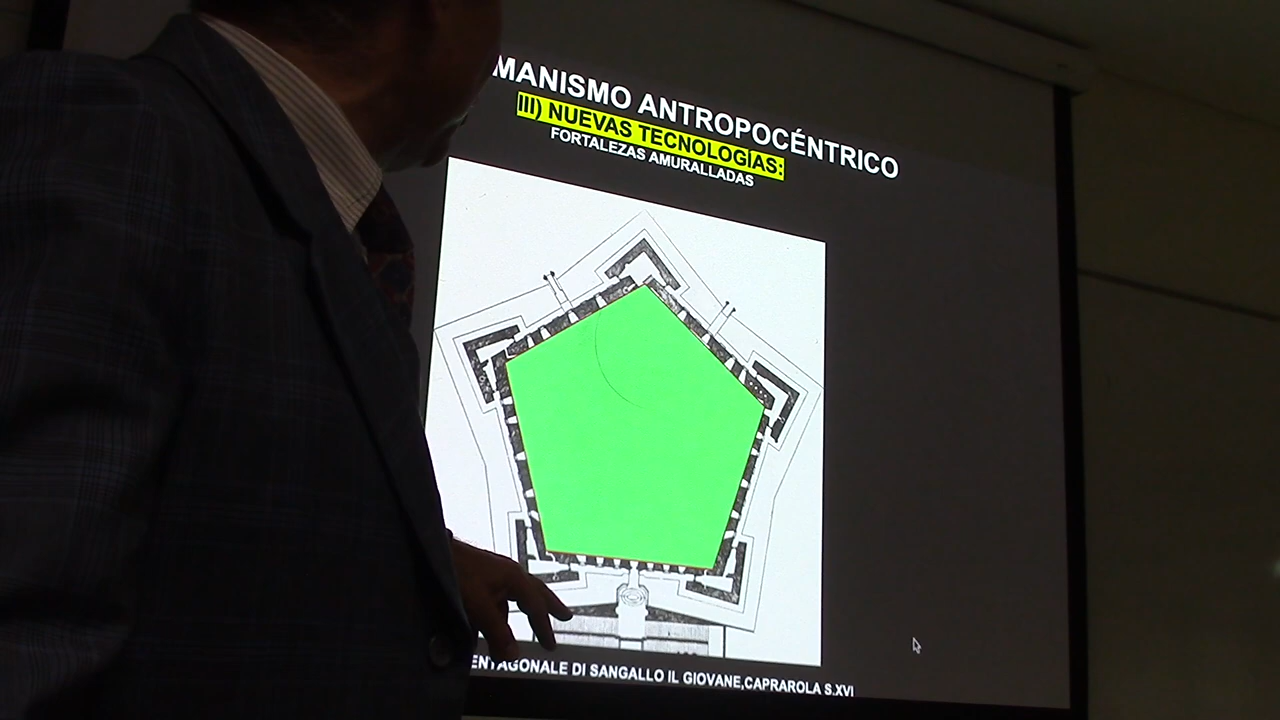 MANISMO ANTROPOCÉNTRICO
III) NUEVAS TECNOLOGÍAS:
FORTALEZAS AMURALLADAS
ENTAGONALE DI SANGALLO IL GIOVANE,CAPRAROLA S.XVI